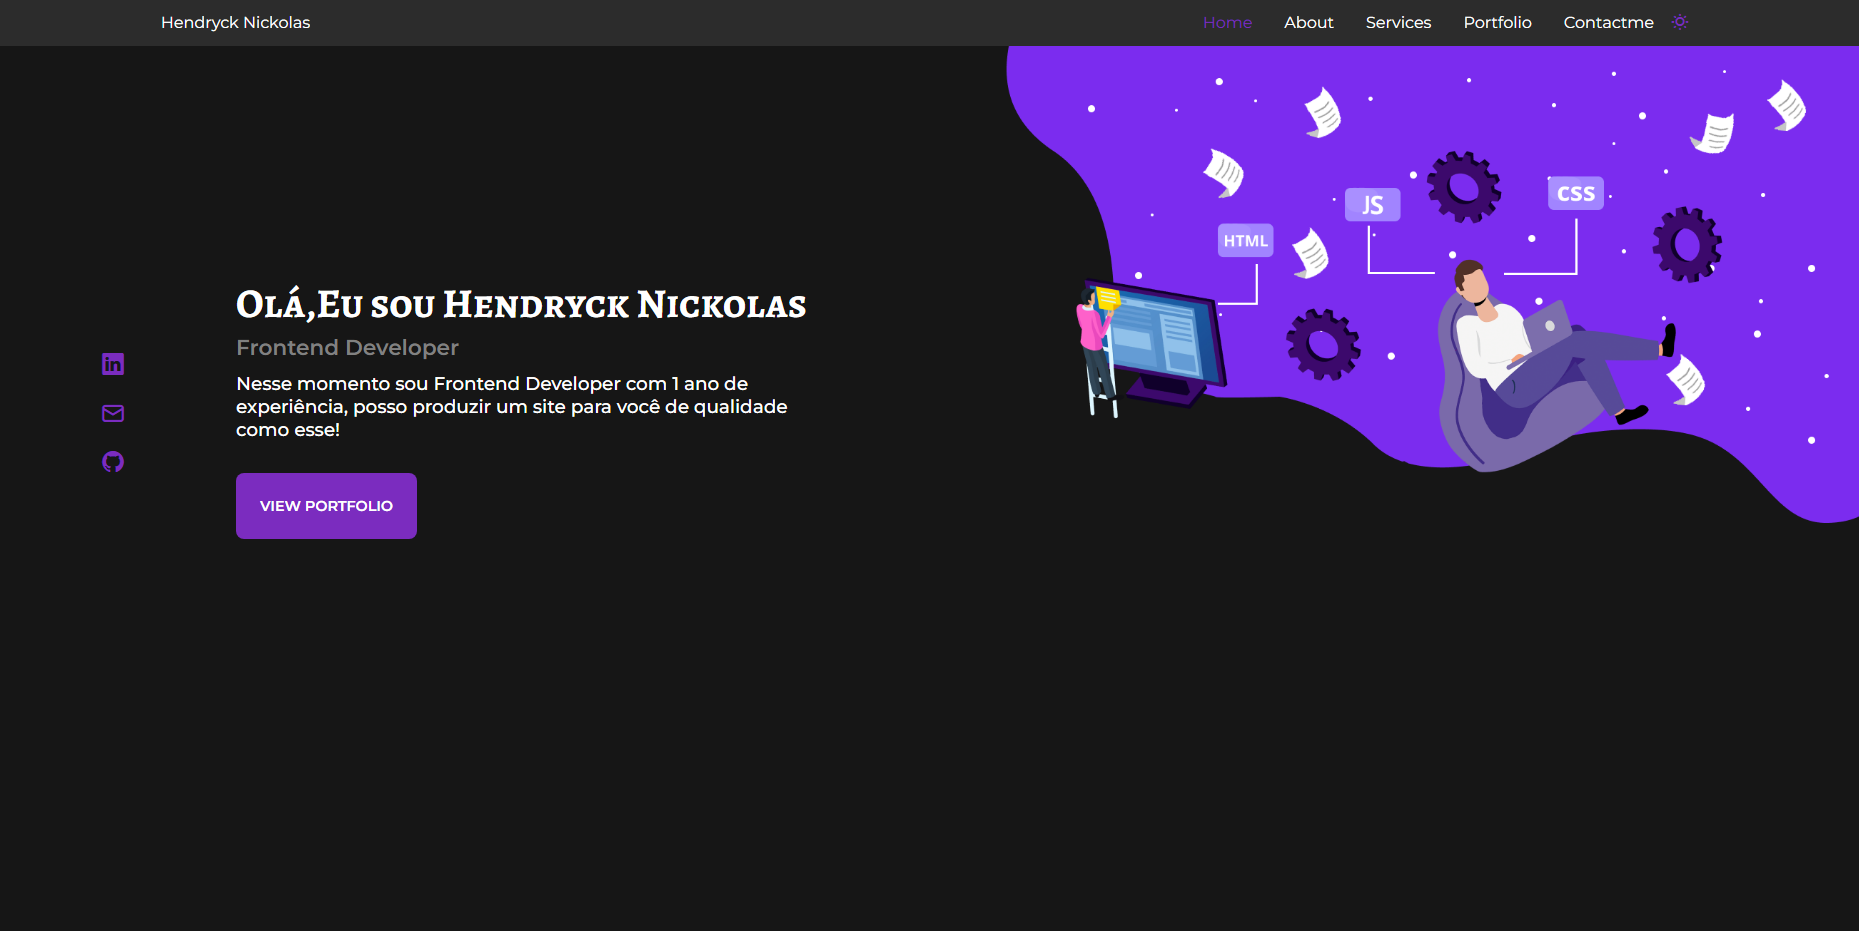 Hendryck Nickolas
Home About Services Portfolio Contactme
HTML
JS
CSS
Olá,Eu sou Hendryck Nickolas
Frontend Developer
Nesse momento sou Frontend Developer com 1 ano de
experiência, posso produzir um site para você de qualidade
como esse!
in
VIEW PORTFOLIO